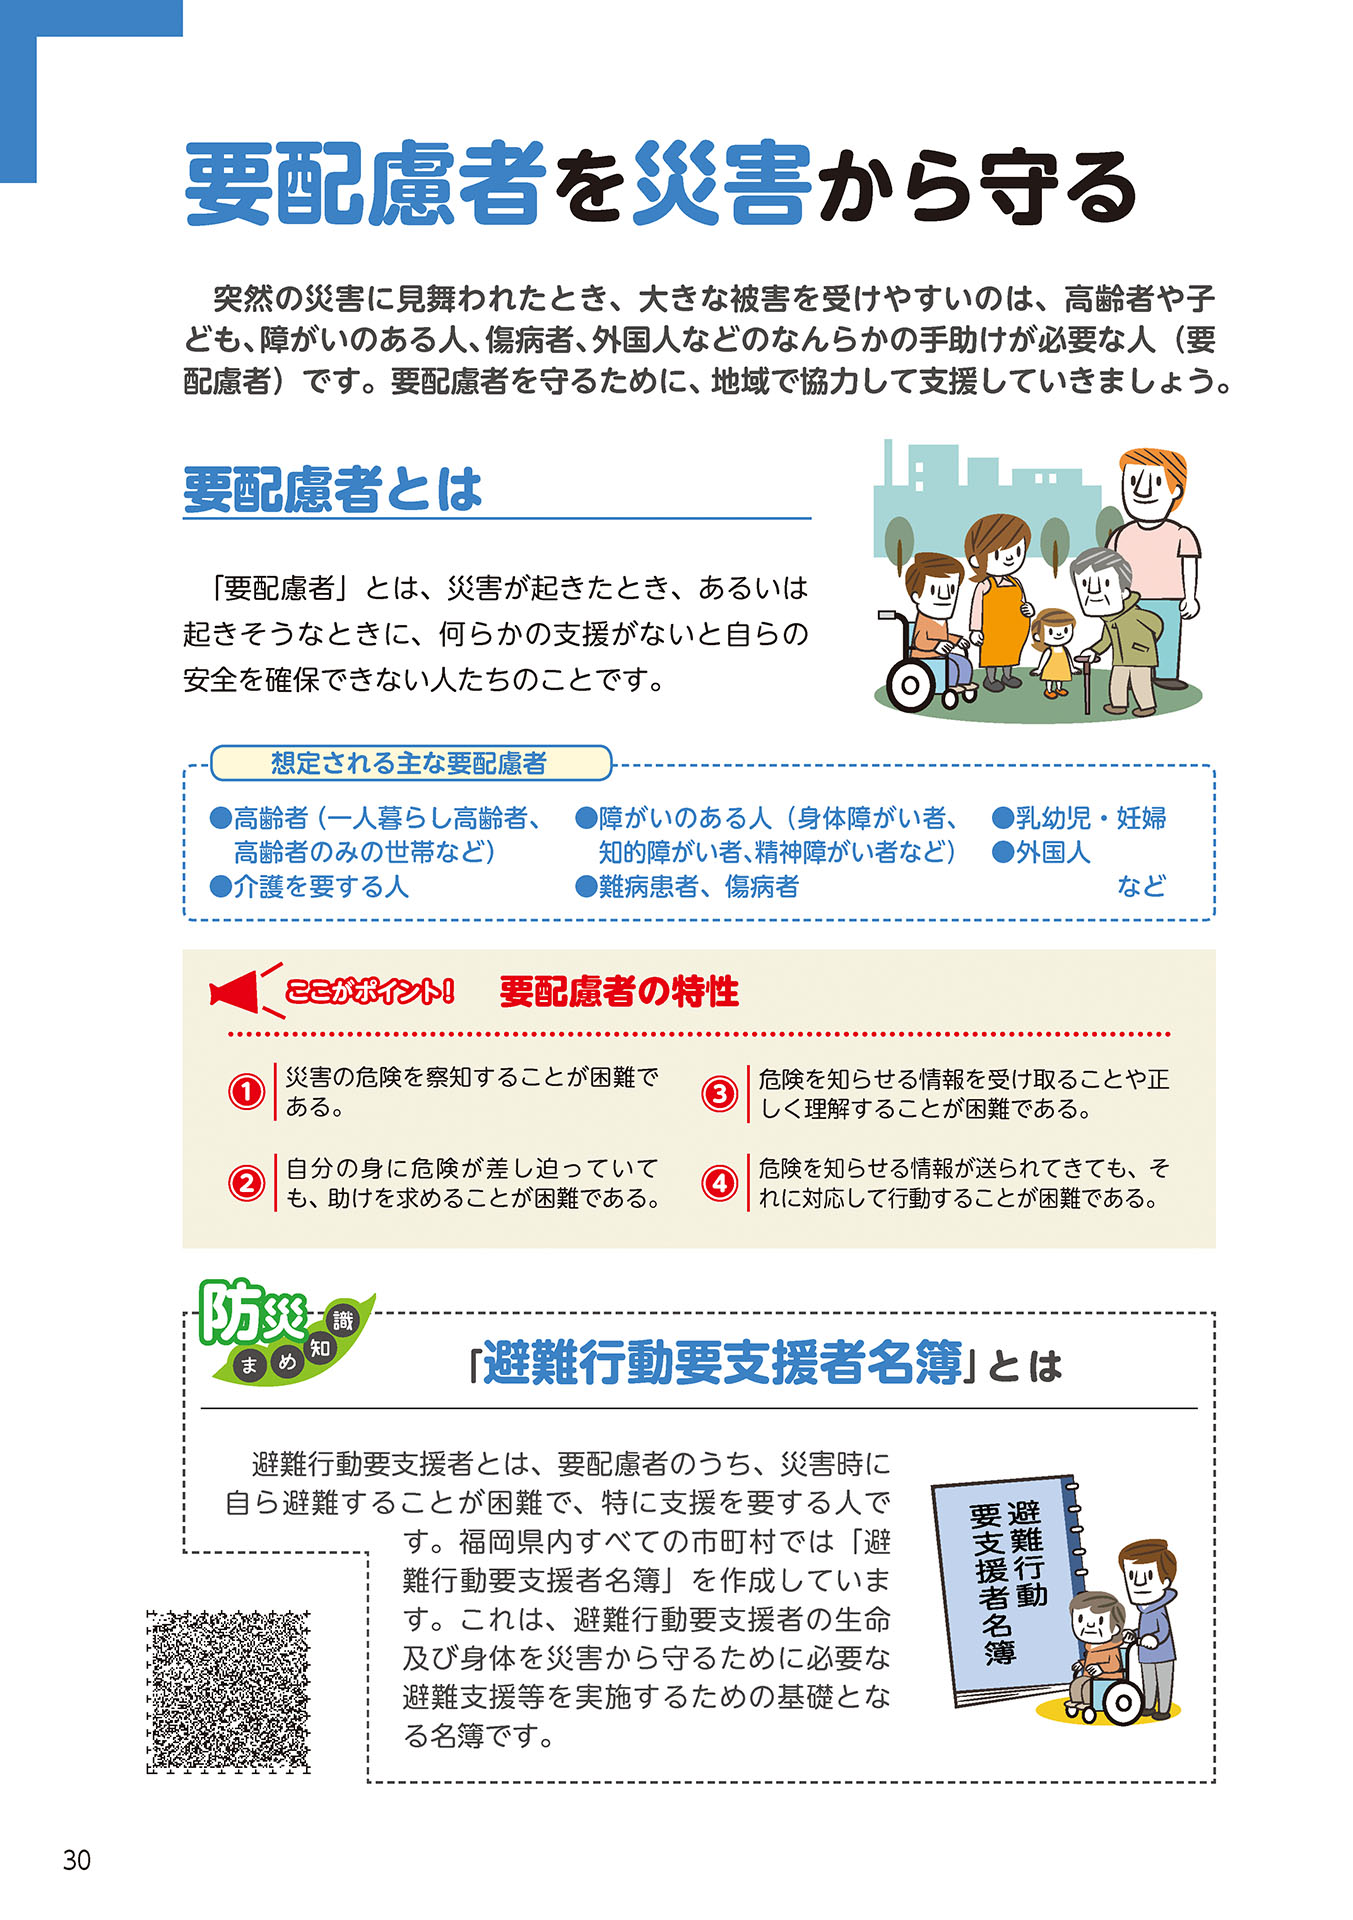 要配慮者を災害から守る
突然の災害に見舞われたとき、大きな被害を受けやすいのは、高齢者や子
ども、障がいのある人、傷病者、外国人などのなんらかの手助けが必要な人（要
配慮者）です。要配慮者を守るために、地域で協力して支援していきましょう。
要配慮者とは
「要配慮者」とは、災害が起きたとき、あるいは
起きそうなときに、何らかの支援がないと自らの
安全を確保できない人たちのことです。
想定される主な要配慮者
●高齢者（一人暮らし高齢者、
高齢者のみの世帯など）
●介護を要する人
●障がいのある人（身体障がい者、
知的障がい者、精神障がい者など）
●難病患者、傷病者
●乳幼児・妊婦
●外国人
など
ここがポイント！ 要配慮者の特性
1 災害の危険を察知することが困難で
ある。
2 自分の身に危険が差し迫っていて
も、助けを求めることが困難である。
3 危険を知らせる情報を受け取ることや正
しく理解することが困難である。
4 危険を知らせる情報が送られてきても、そ
れに対応して行動することが困難である。
防災
まめ知識
「避難行動要支援者名簿」とは
避難行動要支援者とは、要配慮者のうち、災害時に
自ら避難することが困難で、特に支援を要する人で
す。福岡県内すべての市町村では「避
難行動要支援者名簿」を作成していま
す。これは、避難行動要支援者の生命
及び身体を災害から守るために必要な
避難支援等を実施するための基礎とな
る名簿です。
避難行動
要支援者名簿
30